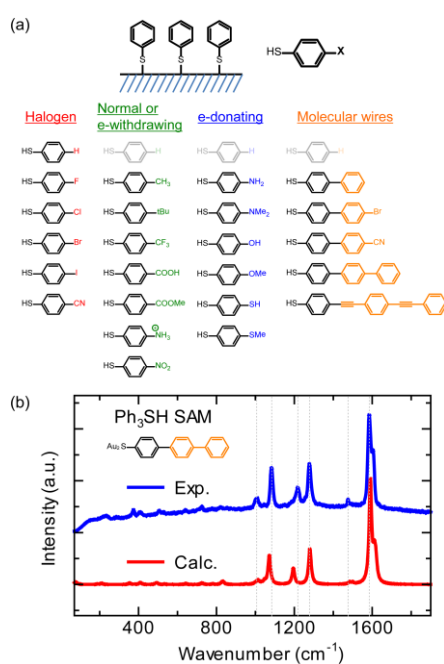 (a)
S S S
HS X
Halogen
Normal or
e-withdrawing
e-donating
Molecular wires
HS H HS H HS H HS H
HS F HS CH3 HS NH2 HS
HS Cl HS tBu HS NMe2 HS Br
HS Br HS CF3 HS OH HS CN
HS I HS COOH HS OMe HS
HS CN HS COOMe HS SH HS
HS NH3 ⊕ HS SMe
HS NO2
(b)
Ph3SH SAM
Au2S
Exp.
Calc.
Intensity (a.u.)
400 800 1200 1600
Wavenumber (cm-1)